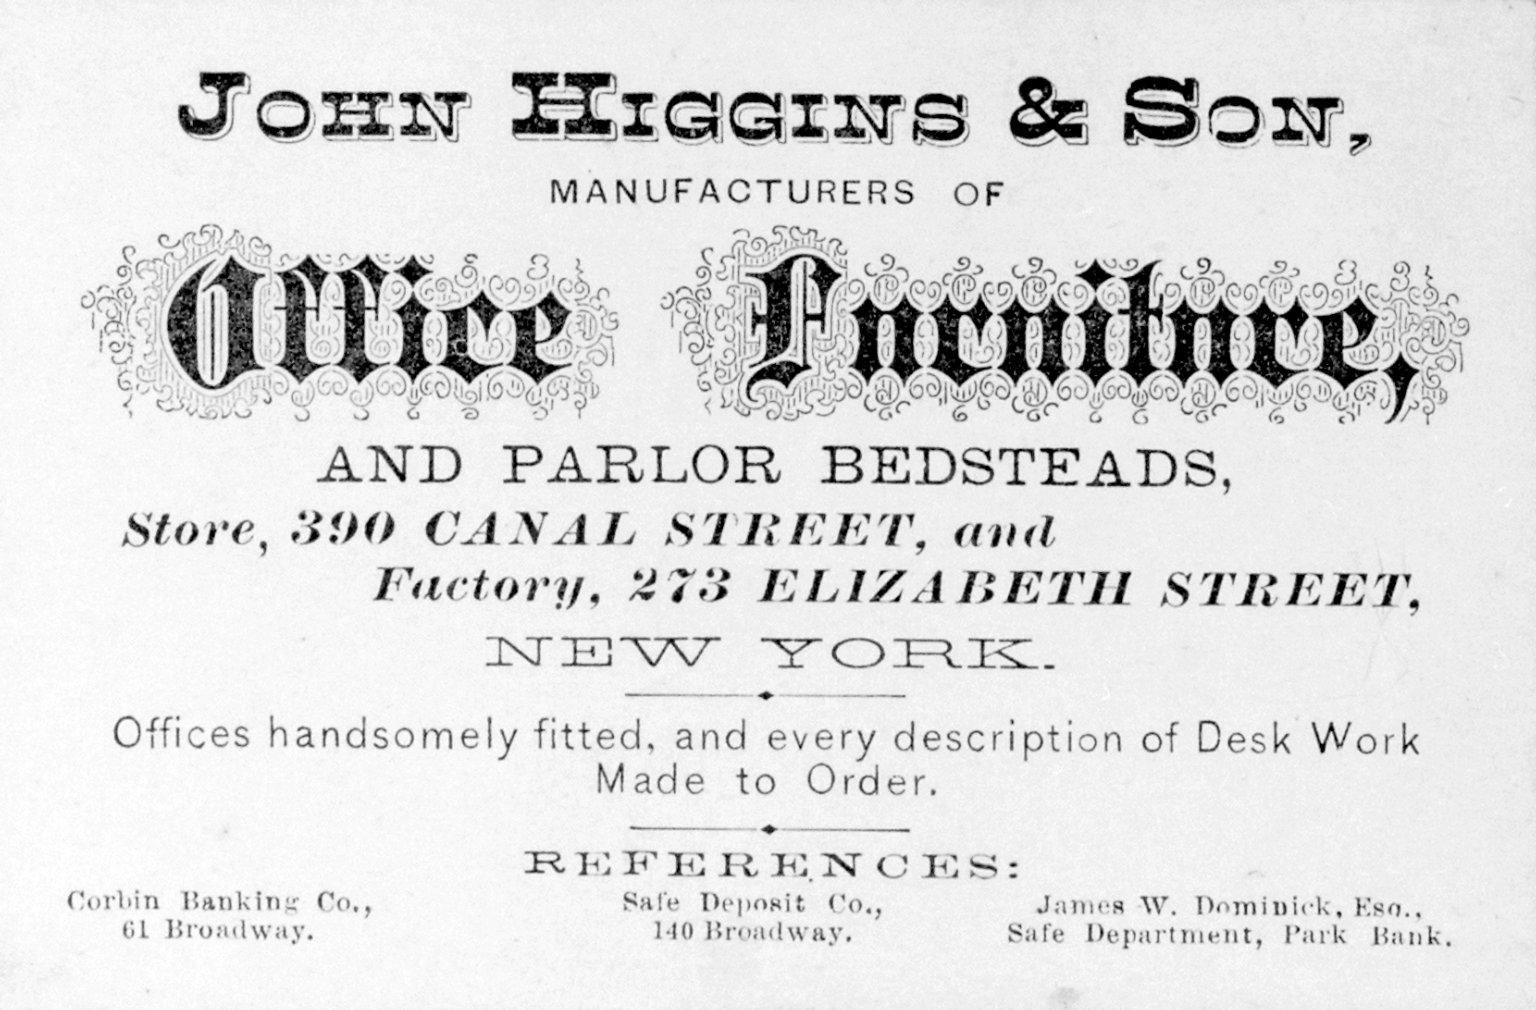 JOHN HIGGINS & SON,
MANUFACTURERS OF
Office Furniture,
AND PARLOR BEDSTEADS,
Store, 390 CANAL STREET, and
Factory, 273 ELIZABETH STREET,
NEW YORK.
Offices handsomely fitted, and every description of Desk Work
Made to Order.
REFERENCES:
Corbin Banking Co., Safe Deposit Co., James W. Dominick, Esq.,
61 Broadway. 140 Broadway. Safe Department, Park Bank.